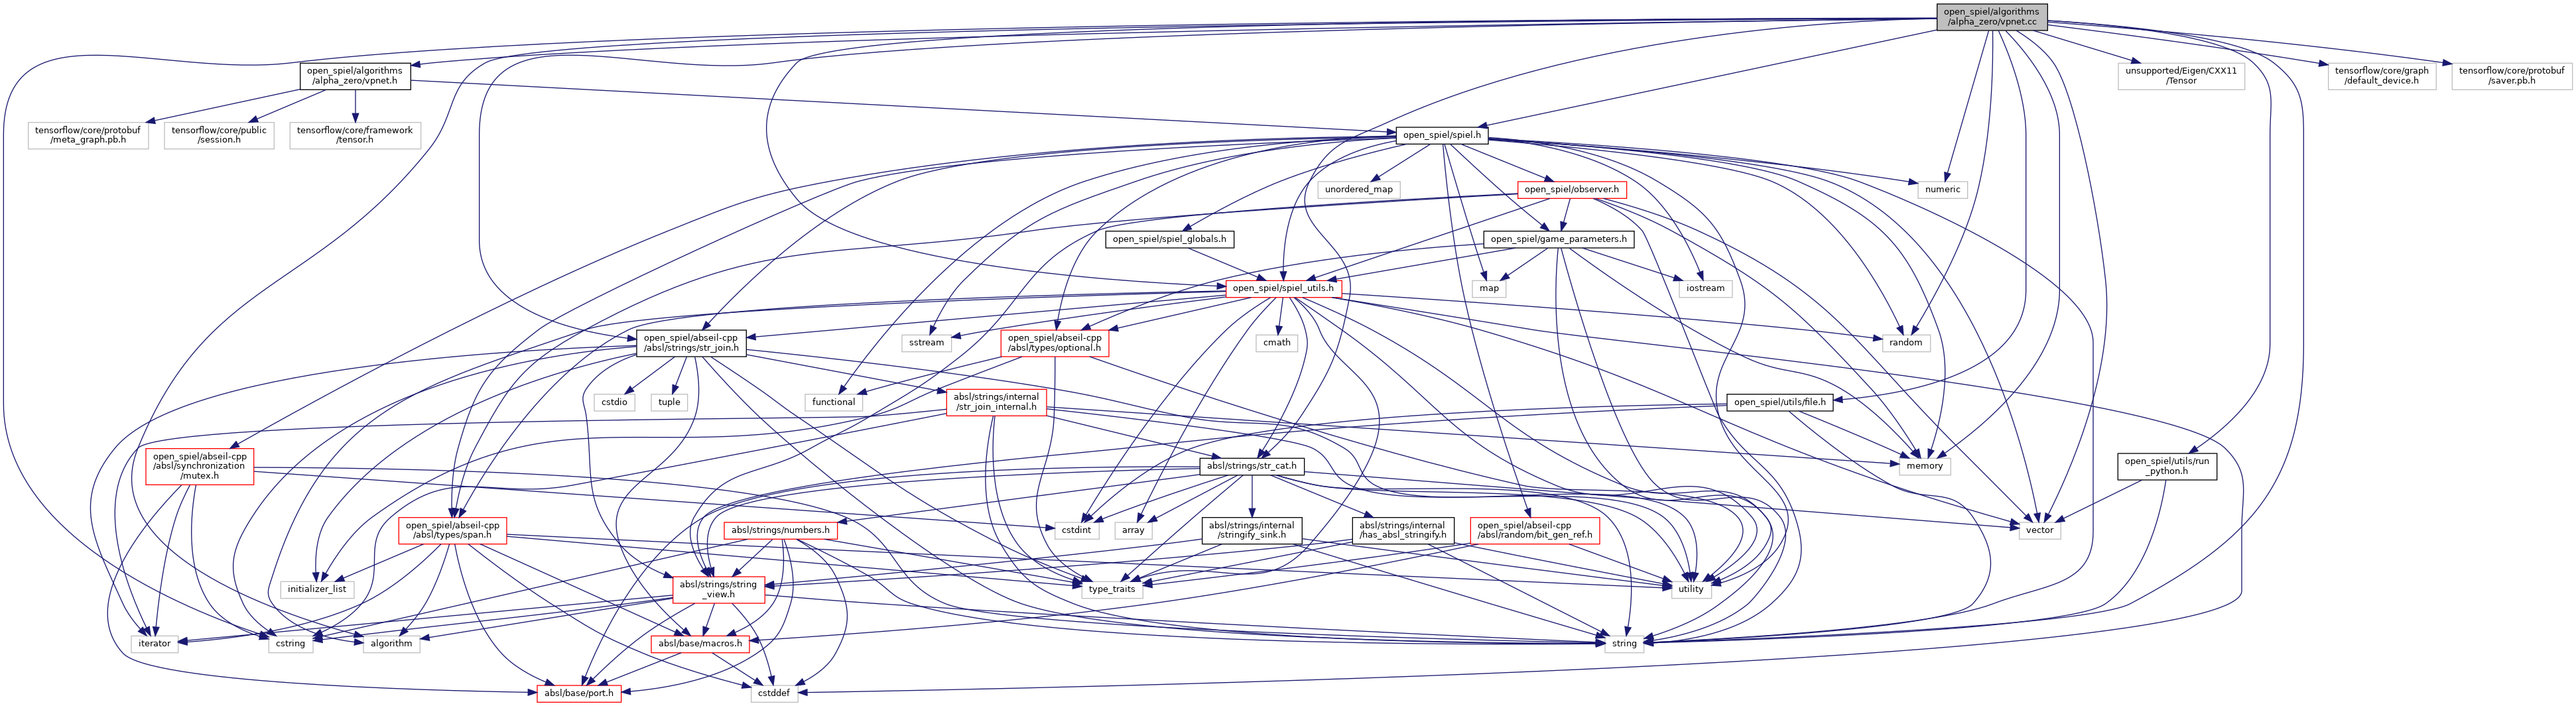 open_spiel/algorithms
/alpha_zero/vpnet.cc
open_spiel/algorithms
/alpha_zero/vpnet.h
unsupported/Eigen/CXX11
/Tensor
tensorflow/core/graph
/default_device.h
tensorflow/core/protobuf
/saver.pb.h
tensorflow/core/protobuf
/meta_graph.pb.h
tensorflow/core/public
/session.h
tensorflow/core/framework
/tensor.h
open_spiel/spiel.h
unordered_map
open_spiel/observer.h
numeric
open_spiel/spiel_globals.h
open_spiel/game_parameters.h
open_spiel/spiel_utils.h
map
iostream
open_spiel/abseil-cpp
/absl/strings/str_join.h
sstream
open_spiel/abseil-cpp
/absl/types/optional.h
cmath
random
cstdio
tuple
functional
absl/strings/internal
/str_join_internal.h
open_spiel/utils/file.h
open_spiel/abseil-cpp
/absl/synchronization
/mutex.h
absl/strings/str_cat.h
memory
open_spiel/utils/run
_python.h
open_spiel/abseil-cpp
/absl/types/span.h
absl/strings/numbers.h
cstdint
array
absl/strings/internal
/stringify_sink.h
absl/strings/internal
/has_absl_stringify.h
open_spiel/abseil-cpp
/absl/random/bit_gen_ref.h
vector
initializer_list
absl/strings/string
_view.h
type_traits
utility
iterator
cstring
algorithm
absl/base/macros.h
string
absl/base/port.h
cstddef